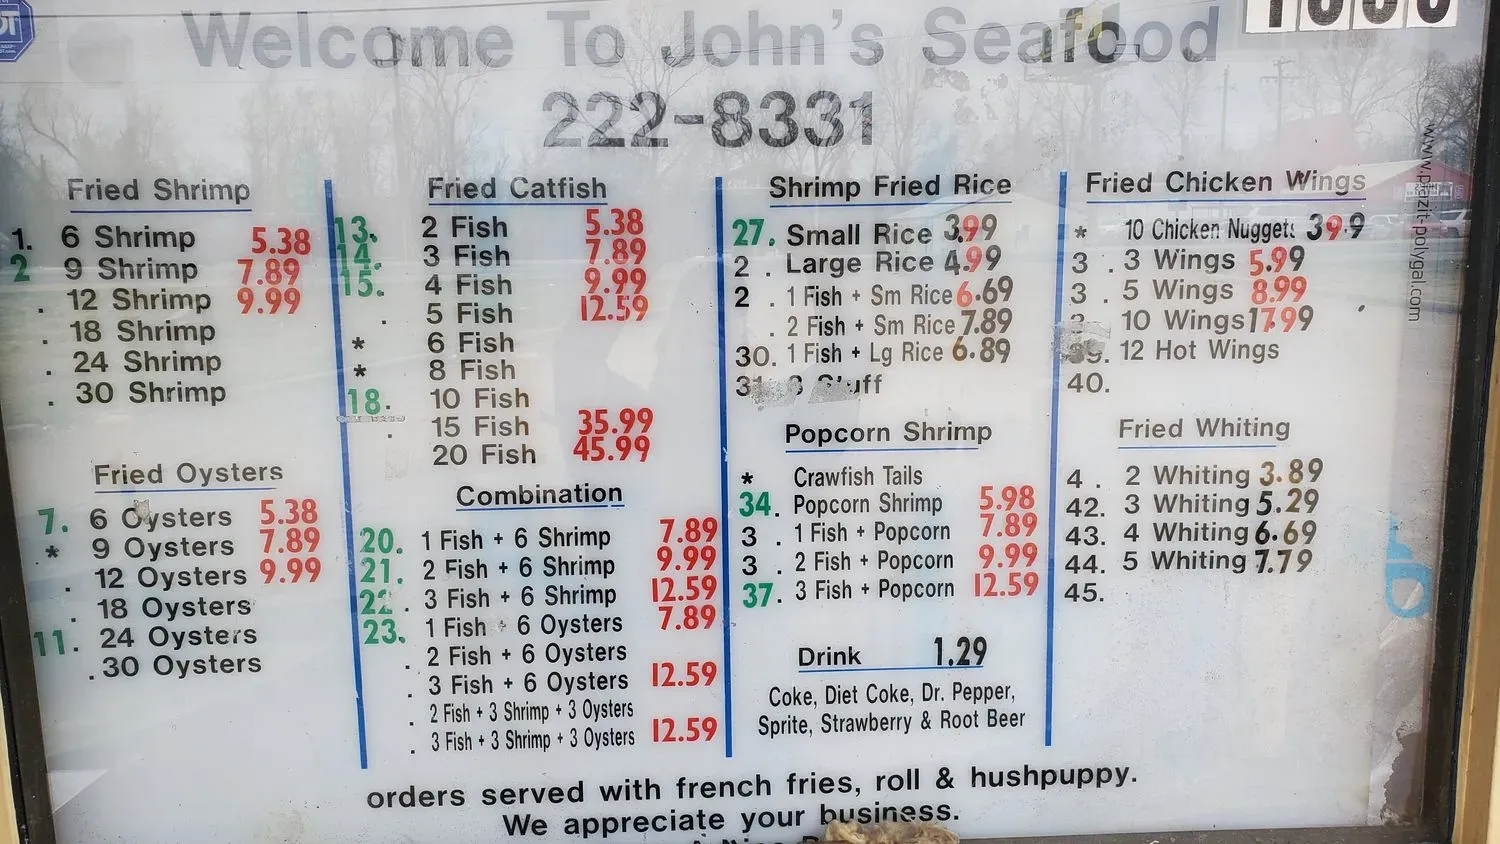 Welcome To John's Seafood
222-8331
Fried Shrimp
1. 6 Shrimp 5.38
2 9 Shrimp 7.89
. 12 Shrimp 9.99
. 18 Shrimp
. 24 Shrimp
. 30 Shrimp
Fried Oysters
7. 6 Oysters 5.38
* 9 Oysters 7.89
. 12 Oysters 9.99
. 18 Oysters
11. 24 Oysters
. 30 Oysters
Fried Catfish
13. 2 Fish 5.38
14. 3 Fish 7.89
15. 4 Fish 9.99
. 5 Fish 12.59
* 6 Fish
* 8 Fish
18. 10 Fish
. 15 Fish 35.99
20 Fish 45.99
Combination
20. 1 Fish + 6 Shrimp 7.89
21. 2 Fish + 6 Shrimp 9.99
22. 3 Fish + 6 Shrimp 12.59
23. 1 Fish + 6 Oysters 7.89
. 2 Fish + 6 Oysters
. 3 Fish + 6 Oysters 12.59
. 2 Fish + 3 Shrimp + 3 Oysters
. 3 Fish + 3 Shrimp + 3 Oysters 12.59
Shrimp Fried Rice
27. Small Rice 3.99
2 . Large Rice 4.99
2 . 1 Fish + Sm Rice 6.69
. 2 Fish + Sm Rice 7.89
30. 1 Fish + Lg Rice 6.89
31
Popcorn Shrimp
* Crawfish Tails
34. Popcorn Shrimp 5.98
3 . 1 Fish + Popcorn 7.89
3 . 2 Fish + Popcorn 9.99
37. 3 Fish + Popcorn 12.59
Drink 1.29
Coke, Diet Coke, Dr. Pepper,
Sprite, Strawberry & Root Beer
Fried Chicken Wings
* 10 Chicken Nuggets 39.9
3 . 3 Wings 5.99
3 . 5 Wings 8.99
10 Wings 17.99
39. 12 Hot Wings
40.
Fried Whiting
4 . 2 Whiting 3.89
42. 3 Whiting 5.29
43. 4 Whiting 6.69
44. 5 Whiting 7.79
45.
orders served with french fries, roll & hushpuppy.
We appreciate your business.